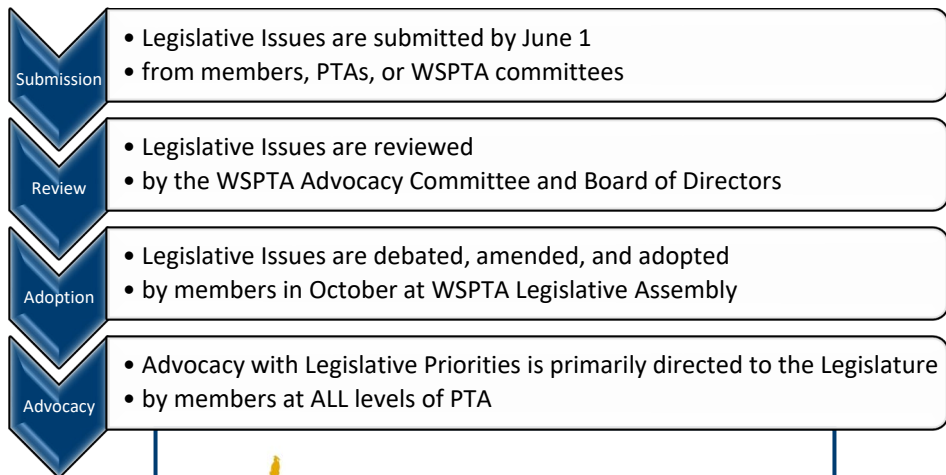 Submission
• Legislative Issues are submitted by June 1
• from members, PTAs, or WSPTA committees
Review
• Legislative Issues are reviewed
• by the WSPTA Advocacy Committee and Board of Directors
Adoption
• Legislative Issues are debated, amended, and adopted
• by members in October at WSPTA Legislative Assembly
Advocacy
• Advocacy with Legislative Priorities is primarily directed to the Legislature
• by members at ALL levels of PTA